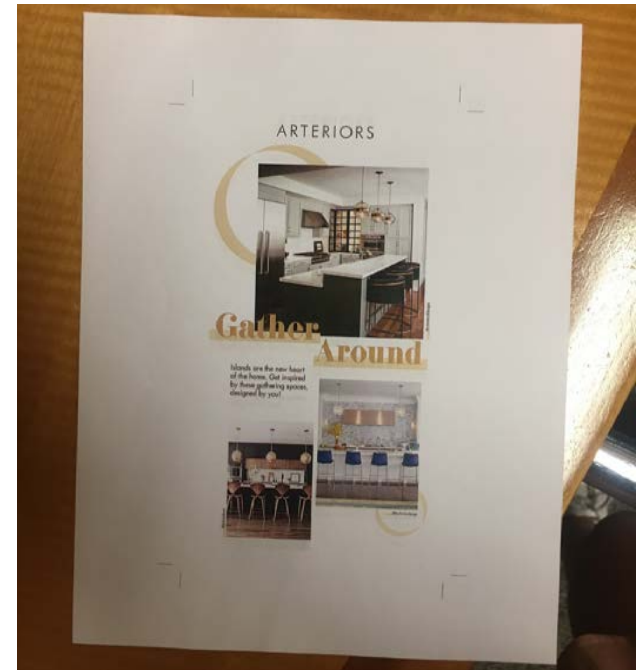 ARTERIORS
Gather
Around
Islands are the new heart
of the home. Get inspired
by these gathering spaces,
designed by you!